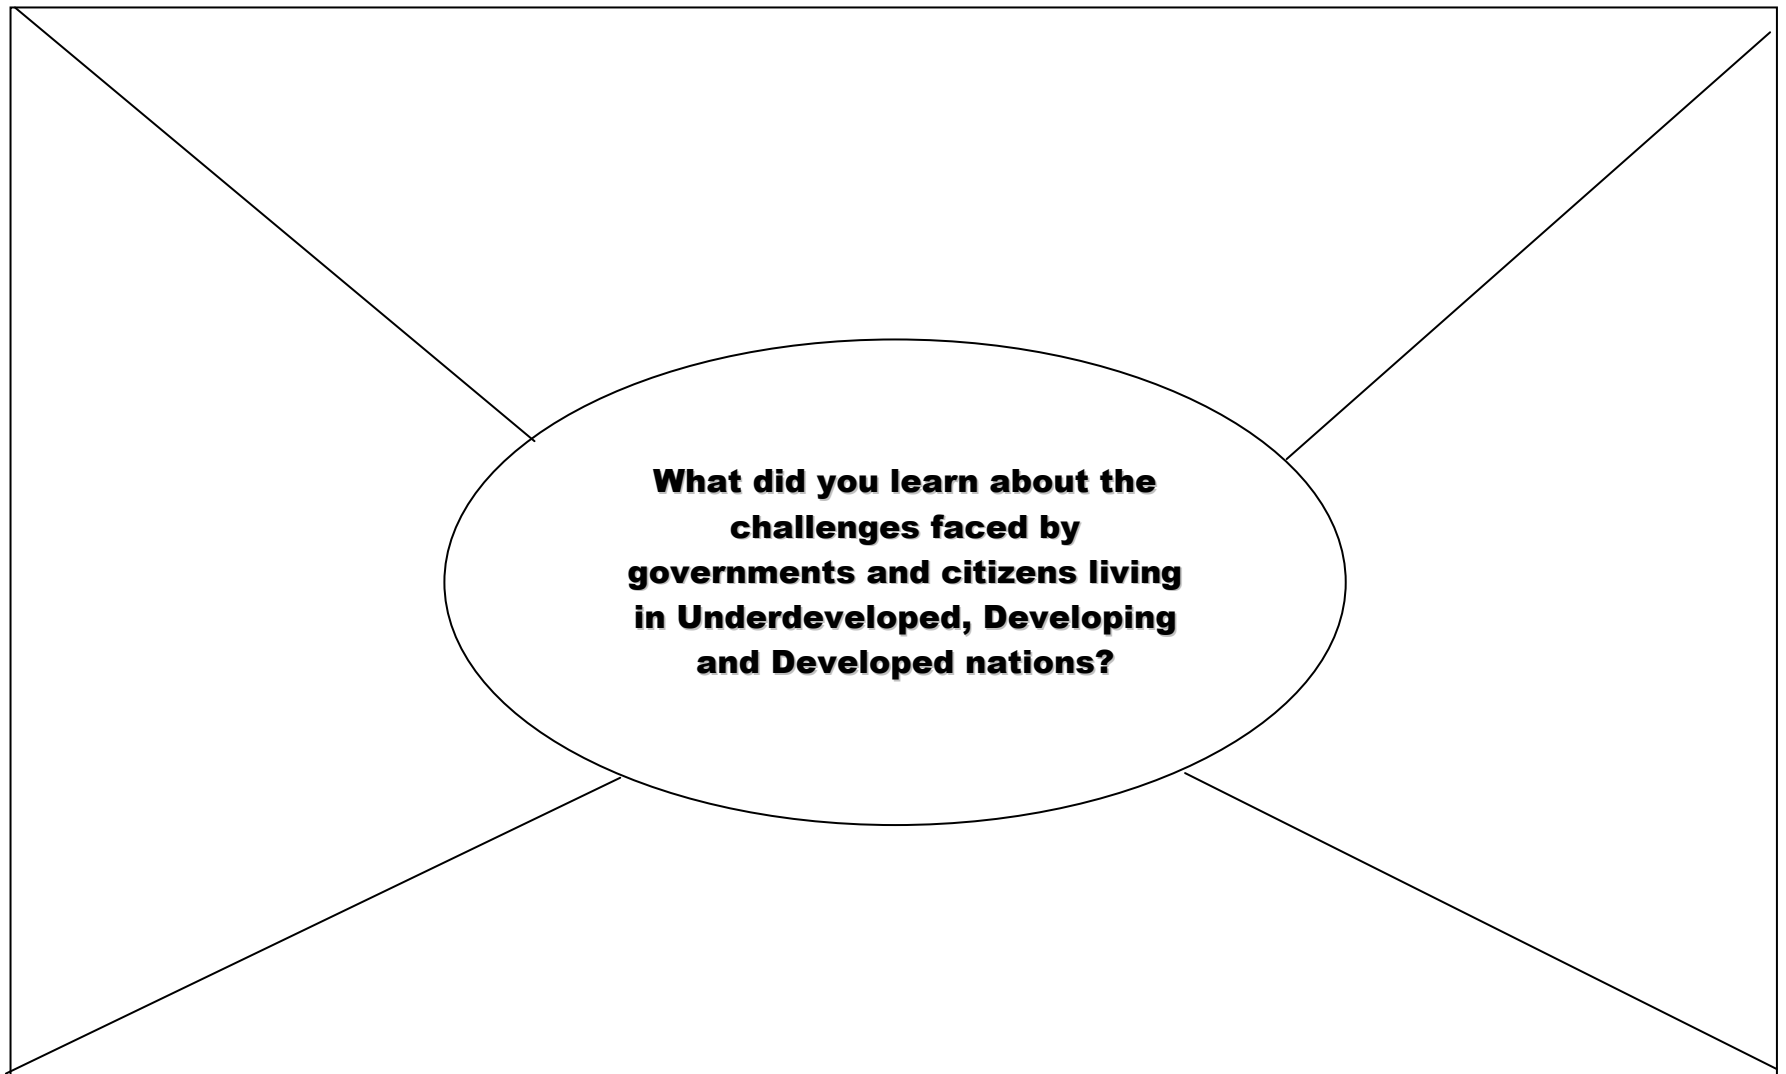 What did you learn about the
challenges faced by
governments and citizens living
in Underdeveloped, Developing
and Developed nations?